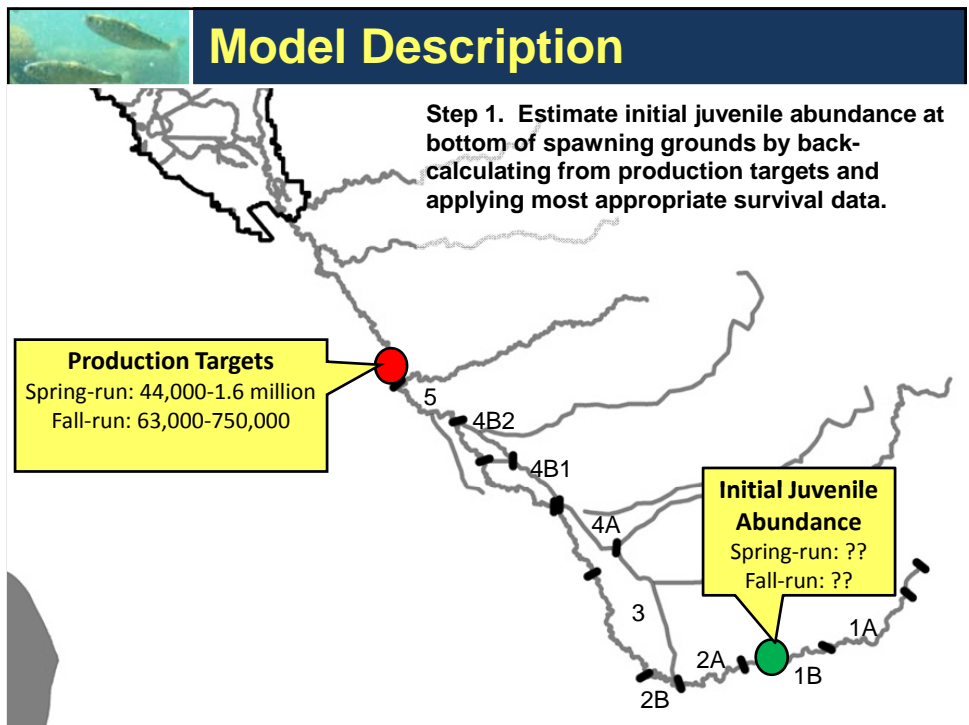 Model Description
Step 1. Estimate initial juvenile abundance at
bottom of spawning grounds by back-
calculating from production targets and
applying most appropriate survival data.
Production Targets
Spring-run: 44,000-1.6 million
Fall-run: 63,000-750,000
5
4B2
4B1
4A
Initial Juvenile
Abundance
Spring-run: ??
Fall-run: ??
3
1A
2A
1B
2B